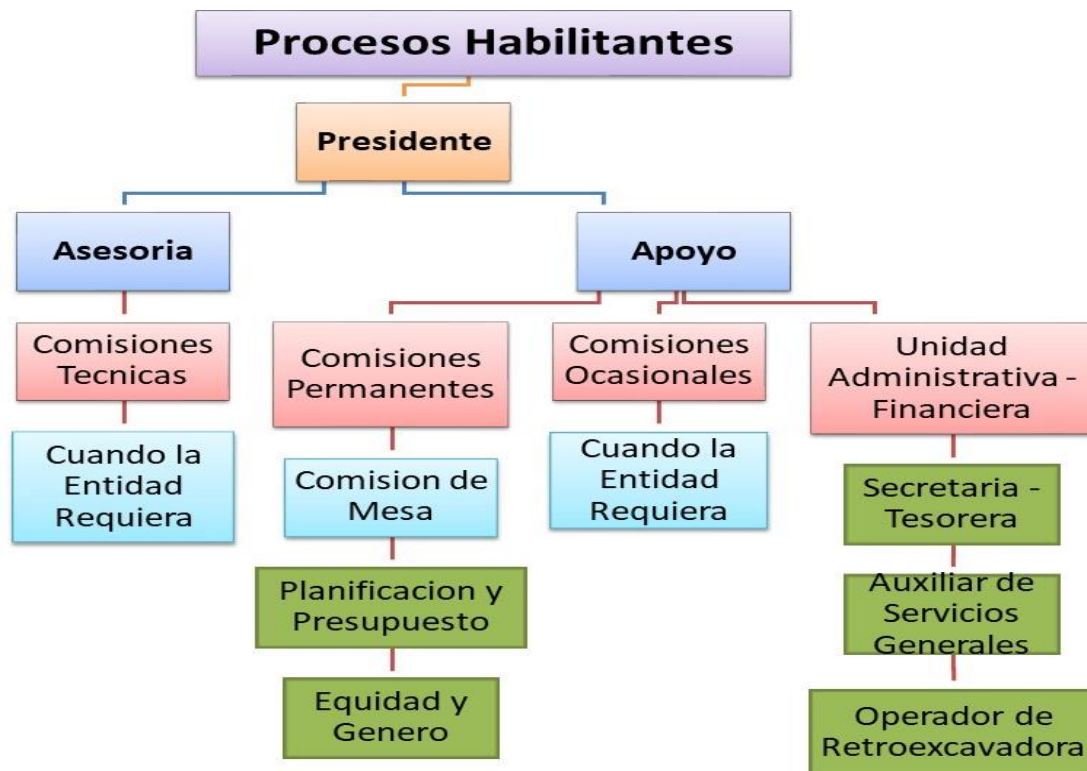 Procesos Habilitantes
Presidente
Asesoria
Apoyo
Comisiones
Tecnicas
Cuando la
Entidad
Requiera
Comisiones
Permanentes
Comision de
Mesa
Planificacion y
Presupuesto
Equidad y
Genero
Comisiones
Ocasionales
Cuando la
Entidad
Requiera
Unidad
Administrativa -
Financiera
Secretaria -
Tesorera
Auxiliar de
Servicios
Generales
Operador de
Retroexcavadora